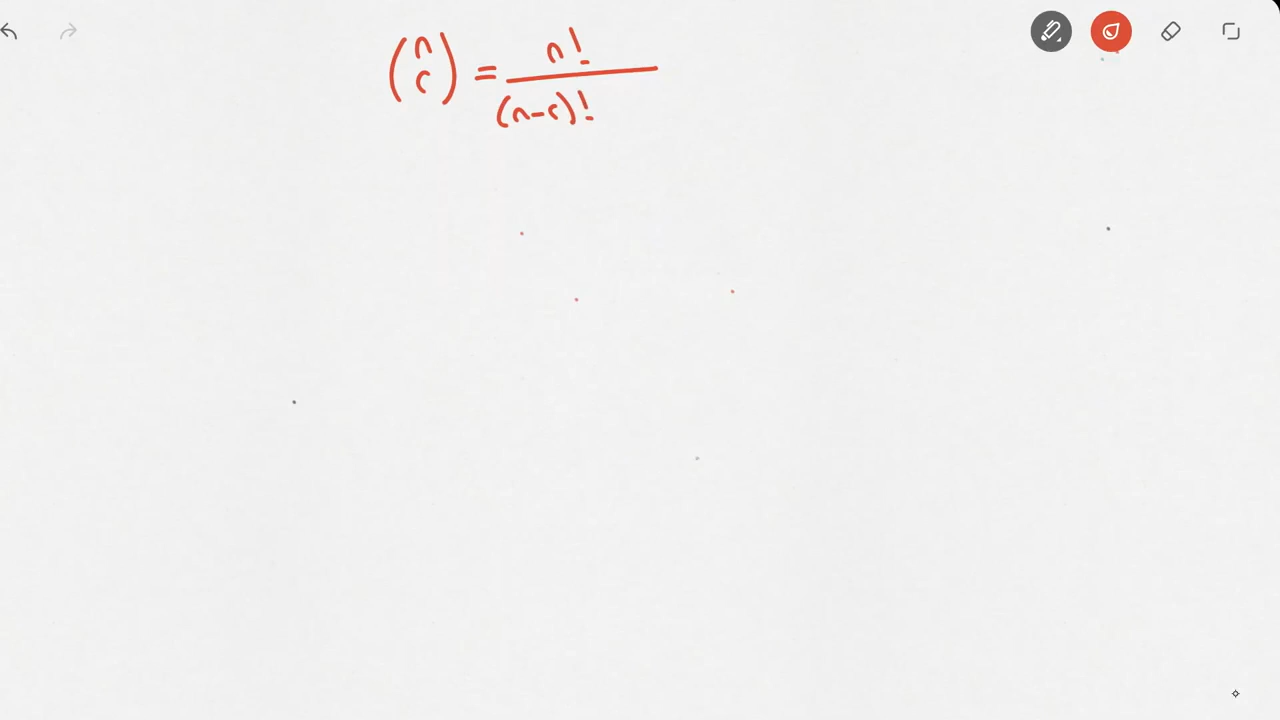 (n r) = n! / (n-r)!